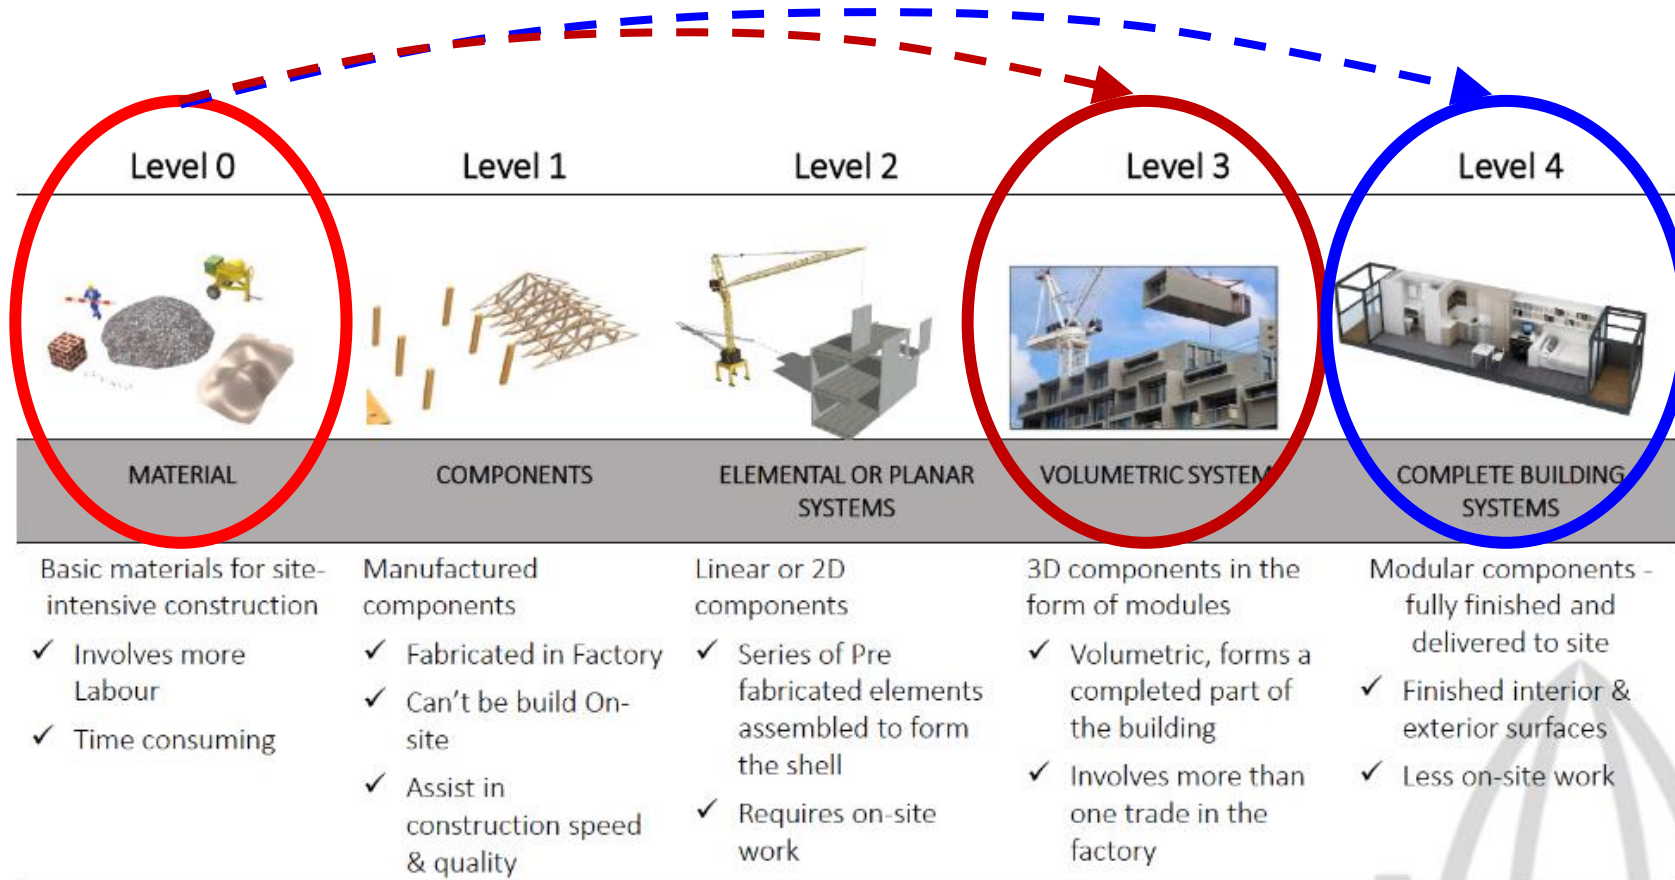 Level 0
Level 1
Level 2
Level 3
Level 4
MATERIAL
COMPONENTS
ELEMENTAL OR PLANAR
SYSTEMS
VOLUMETRIC SYSTEM
COMPLETE BUILDING
SYSTEMS
Basic materials for site-
intensive construction
✓ Involves more
Labour
✓ Time consuming
Manufactured
components
✓ Fabricated in Factory
✓ Can't be build On-
site
✓ Assist in
construction speed
& quality
Linear or 2D
components
✓ Series of Pre
fabricated elements
assembled to form
the shell
✓ Requires on-site
work
3D components in the
form of modules
✓ Volumetric, forms a
completed part of
the building
✓ Involves more than
one trade in the
factory
Modular components -
fully finished and
delivered to site
✓ Finished interior &
exterior surfaces
✓ Less on-site work